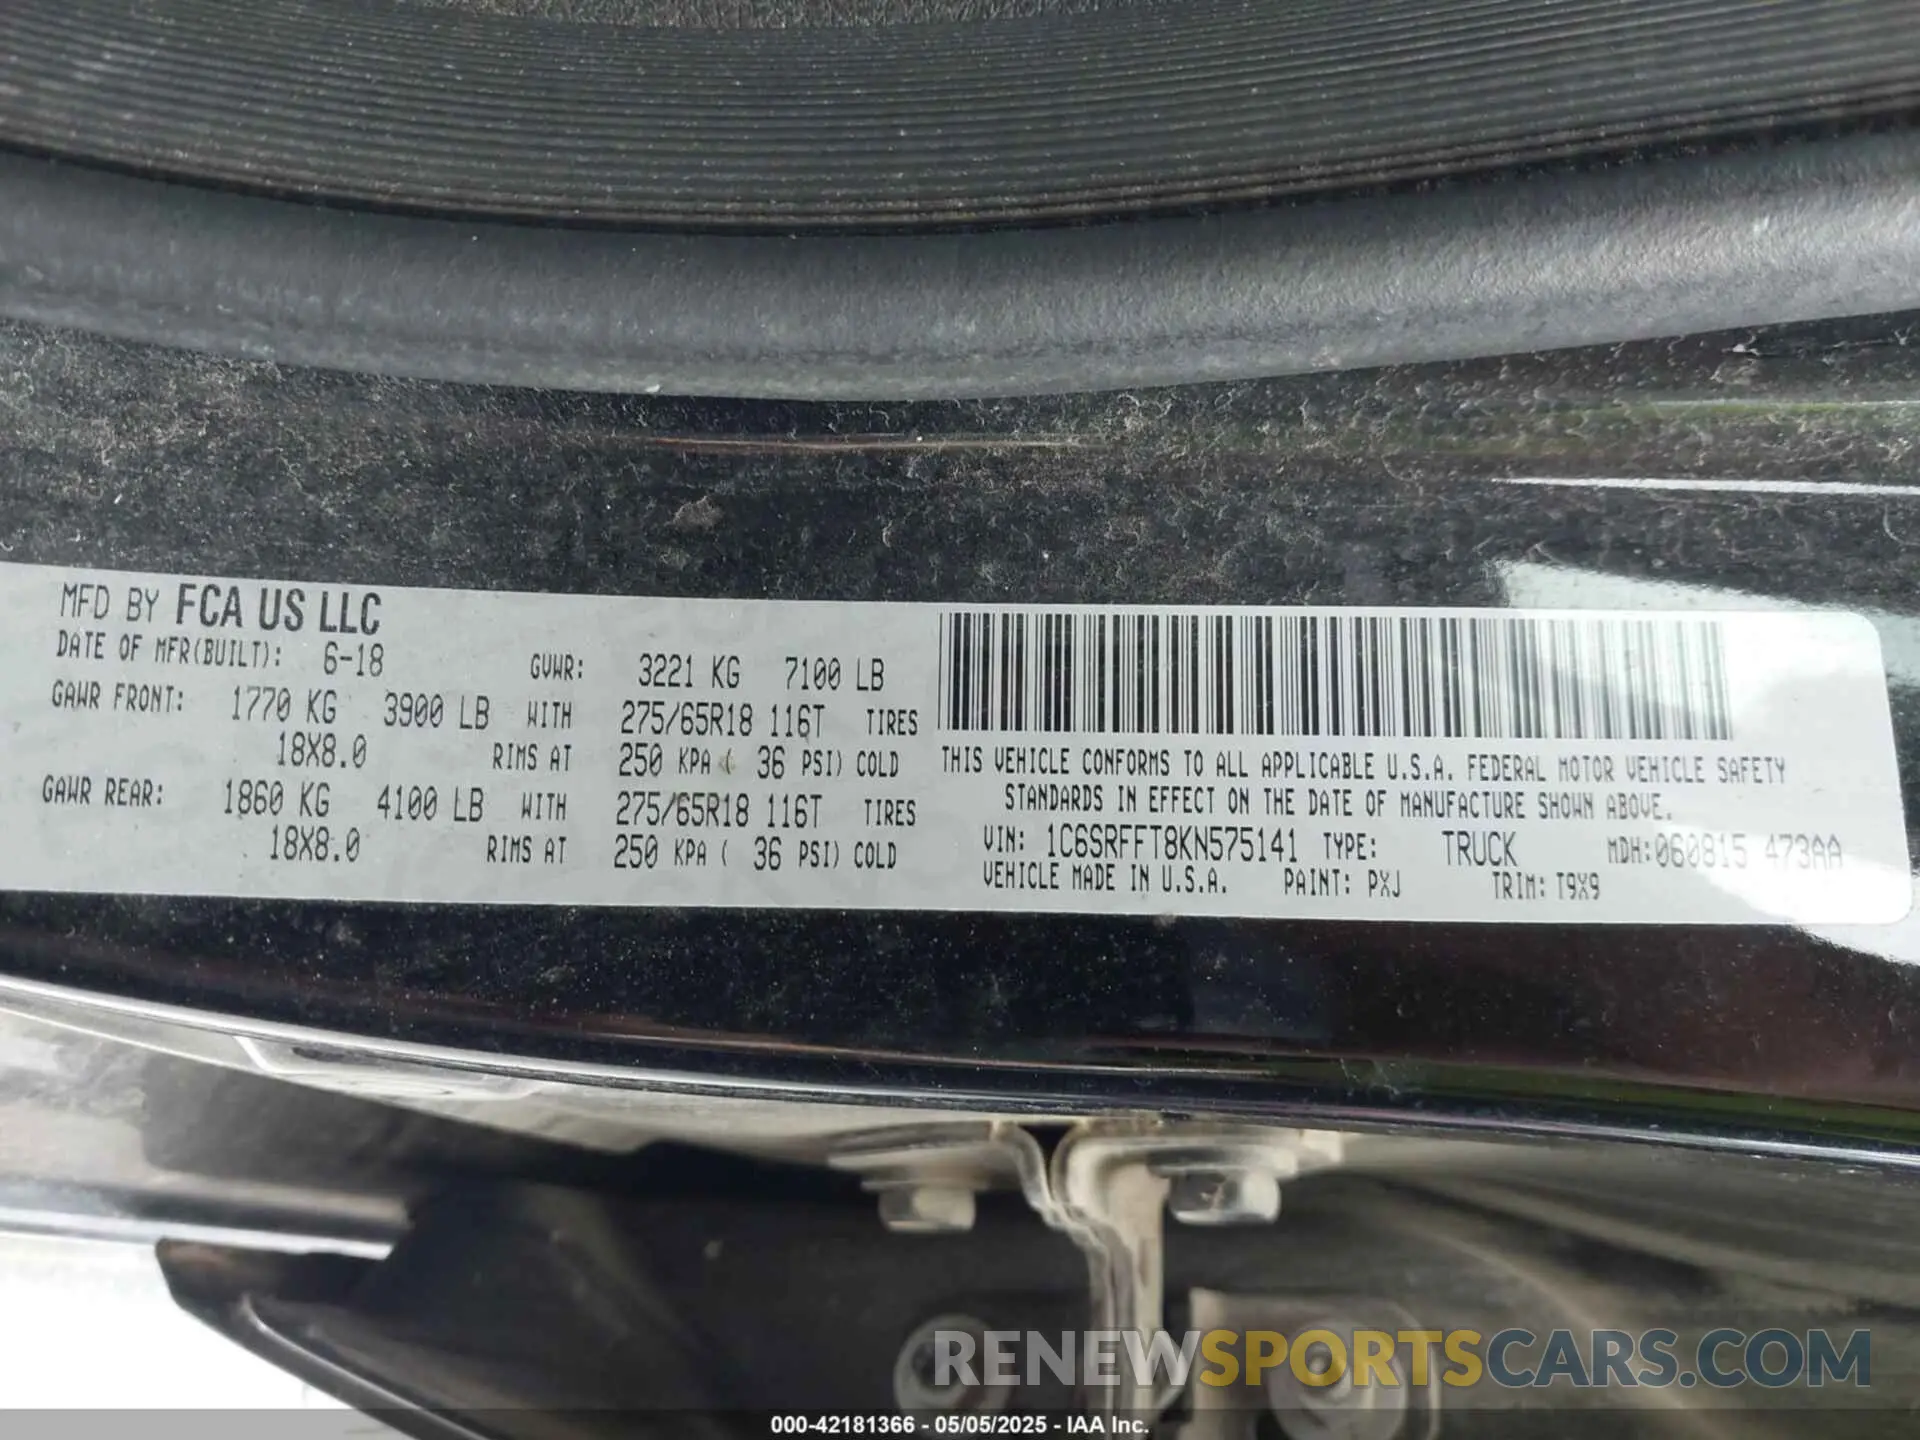 MFD BY FCA US LLC
DATE OF MFR(BUILT): 6-18 GVWR: 3221 KG 7100 LB
GAWR FRONT: 1770 KG 3900 LB WITH 275/65R18 116T TIRES
18X8.0 RIMS AT 250 KPA ( 36 PSI) COLD
GAWR REAR: 1860 KG 4100 LB WITH 275/65R18 116T TIRES
18X8.0 RIMS AT 250 KPA ( 36 PSI) COLD
THIS VEHICLE CONFORMS TO ALL APPLICABLE U.S.A. FEDERAL MOTOR VEHICLE SAFETY
STANDARDS IN EFFECT ON THE DATE OF MANUFACTURE SHOWN ABOVE.
VIN: 1C6SRFFT8KN575141 TYPE: TRUCK MDH:060815 473AA
VEHICLE MADE IN U.S.A. PAINT: PXJ TRIM: T9X9
RENEWSPORTSCARS.COM
000-42181366 - 05/05/2025 - IAA Inc.